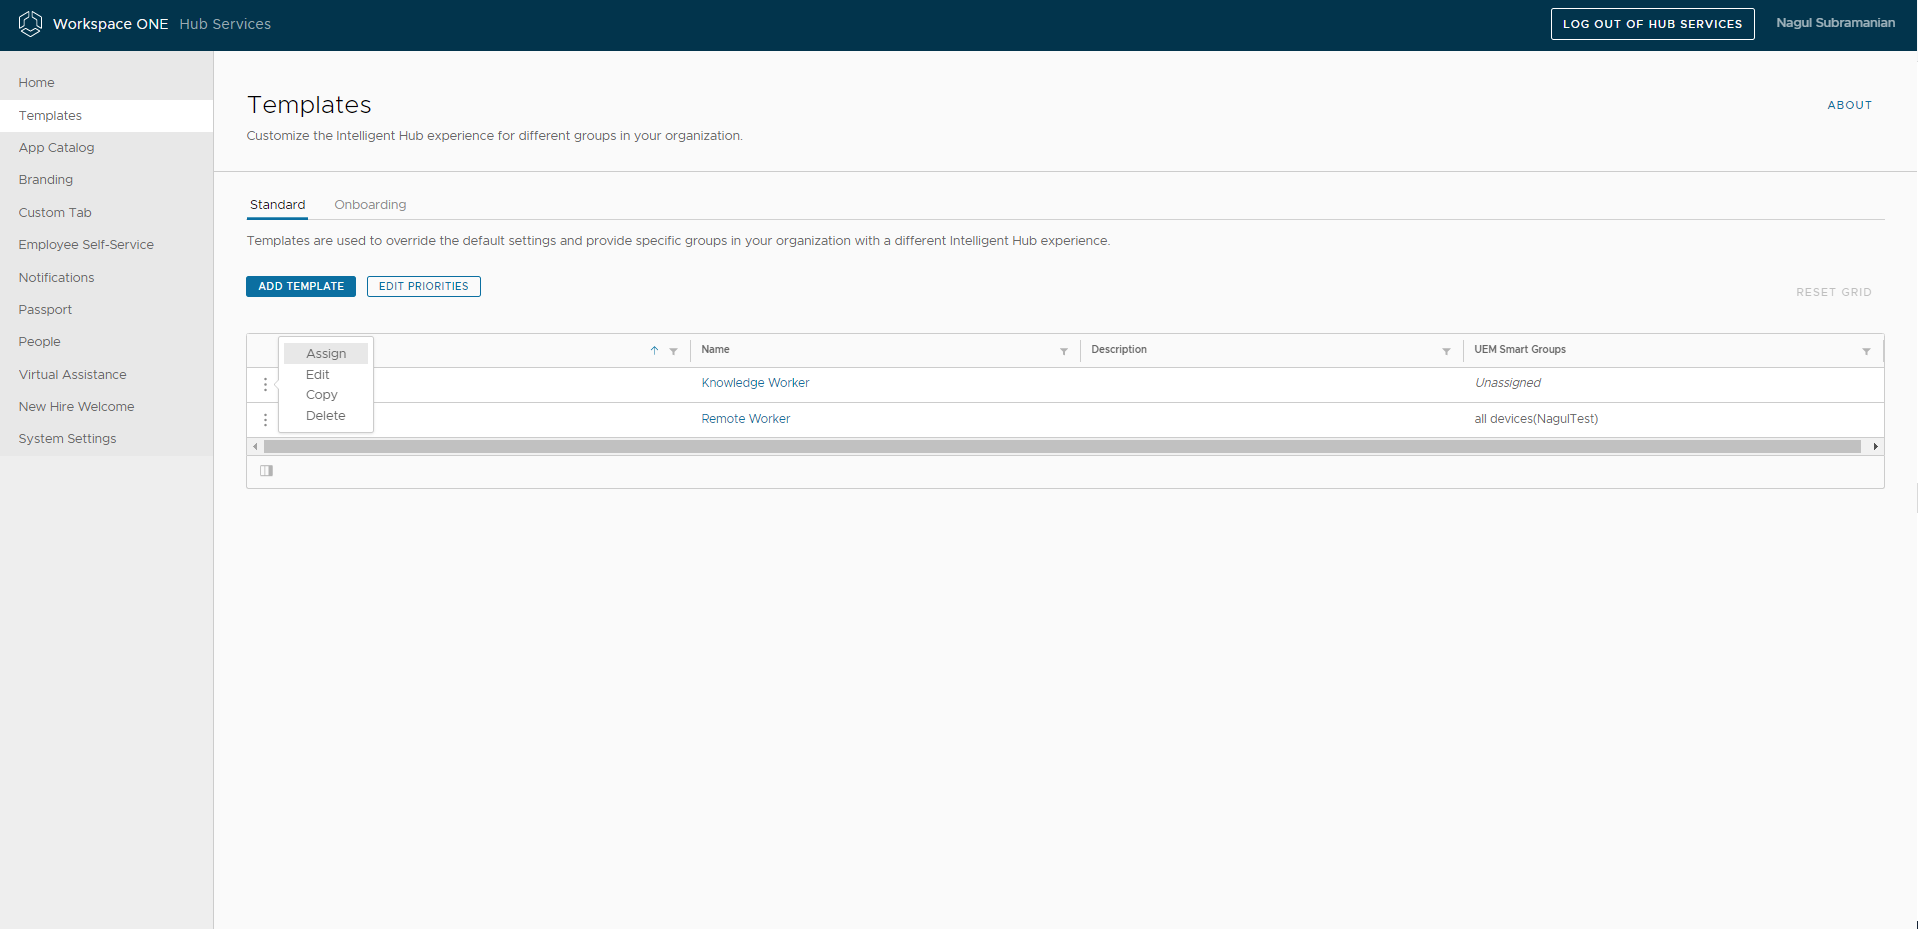 Workspace ONE Hub Services
LOG OUT OF HUB SERVICES
Nagul Subramanian
Home
Templates
App Catalog
Branding
Custom Tab
Employee Self-Service
Notifications
Passport
People
Virtual Assistance
New Hire Welcome
System Settings
Templates
ABOUT
Customize the Intelligent Hub experience for different groups in your organization.
Standard Onboarding
Templates are used to override the default settings and provide specific groups in your organization with a different Intelligent Hub experience.
ADD TEMPLATE EDIT PRIORITIES
RESET GRID
Name Description UEM Smart Groups
Assign
Edit
Copy
Delete
Knowledge Worker Unassigned
Remote Worker all devices(NagulTest)